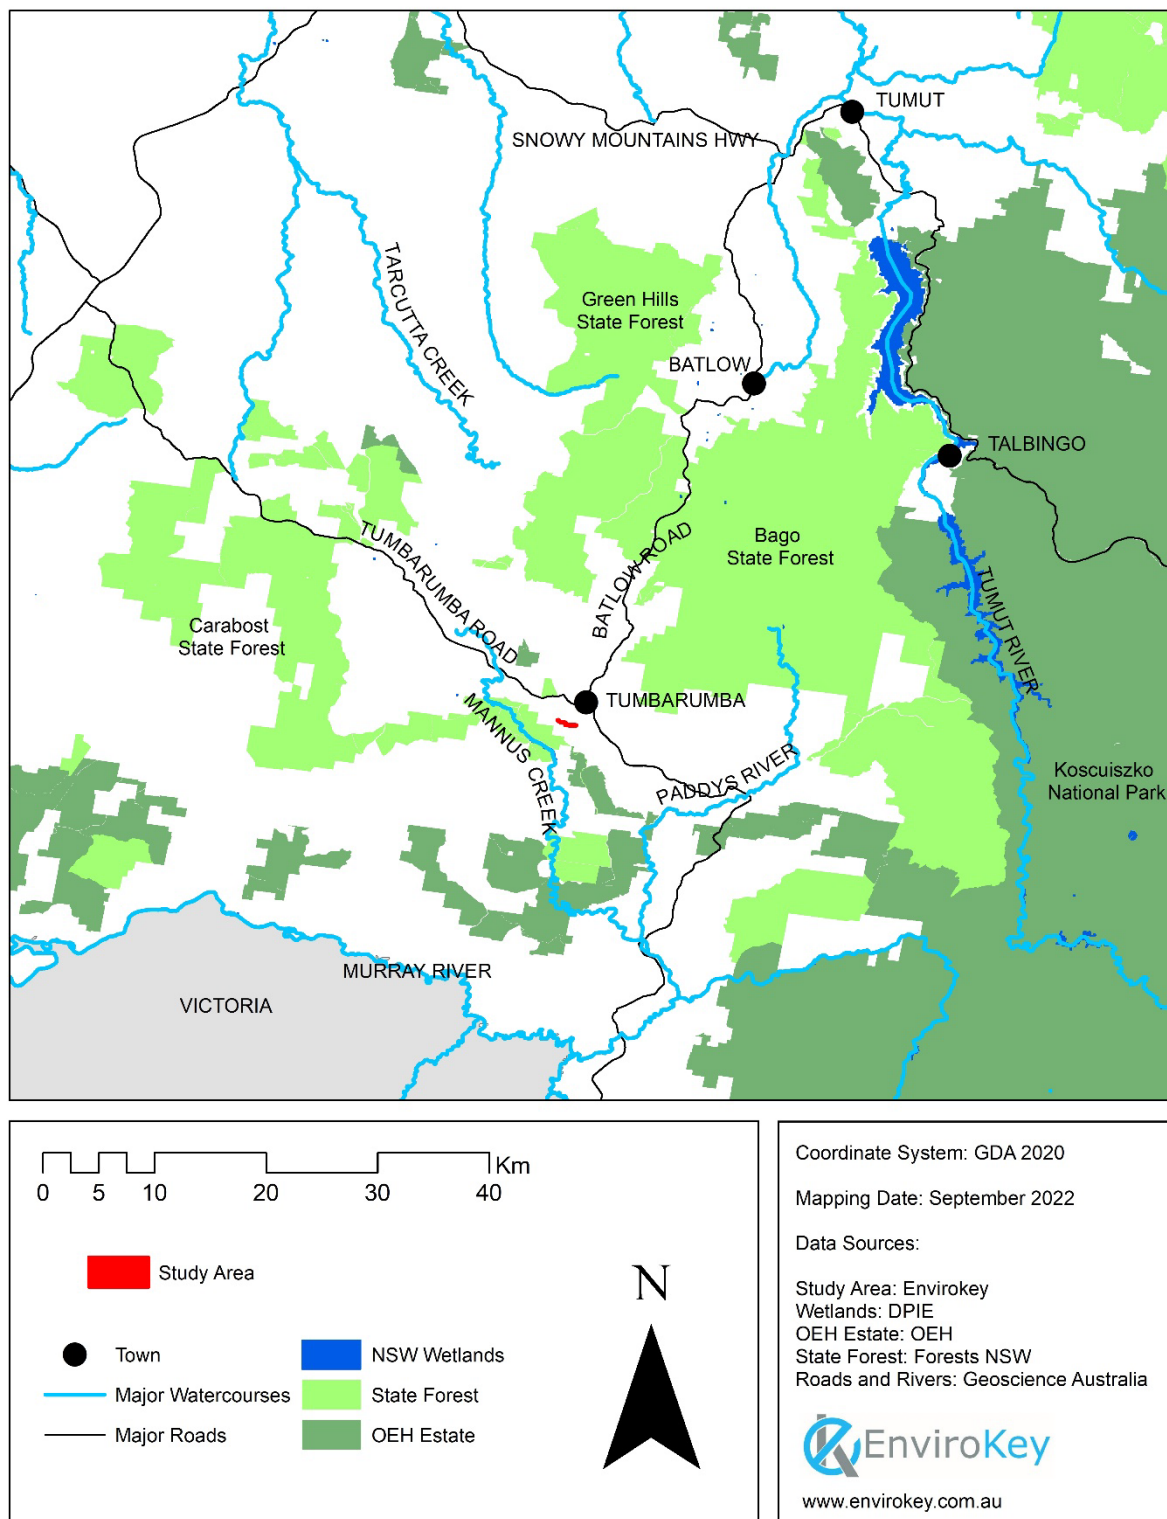 TUMUT
SNOWY MOUNTAINS HWY
TARCUTTA CREEK
Green Hills
State Forest
BATLOW
TALBINGO
TUMBARUMBA ROAD
BATLOW ROAD
Bago
State Forest
TUMUT RIVER
Carabost
State Forest
TUMBARUMBA
MANNUS CREEK
PADDYS RIVER
Koscuiszko
National Park
MURRAY RIVER
VICTORIA
Km
0 5 10 20 30 40
Study Area
N
Town
Major Watercourses
Major Roads
NSW Wetlands
State Forest
OEH Estate
Coordinate System: GDA 2020
Mapping Date: September 2022
Data Sources:
Study Area: Envirokey
Wetlands: DPIE
OEH Estate: OEH
State Forest: Forests NSW
Roads and Rivers: Geoscience Australia
EnviroKey
www.envirokey.com.au